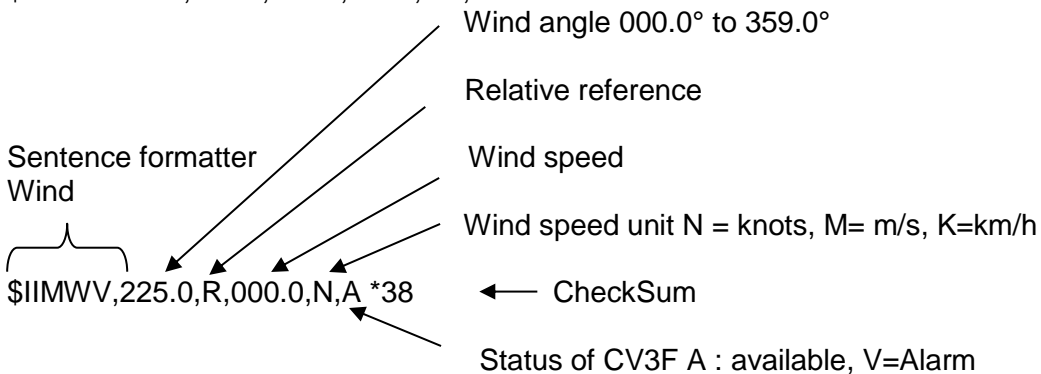 Wind angle 000.0° to 359.0°
Relative reference
Sentence formatter
Wind
Wind speed
Wind speed unit N = knots, M= m/s, K=km/h
$IIMWV,225.0,R,000.0,N,A *38
CheckSum
Status of CV3F A : available, V=Alarm